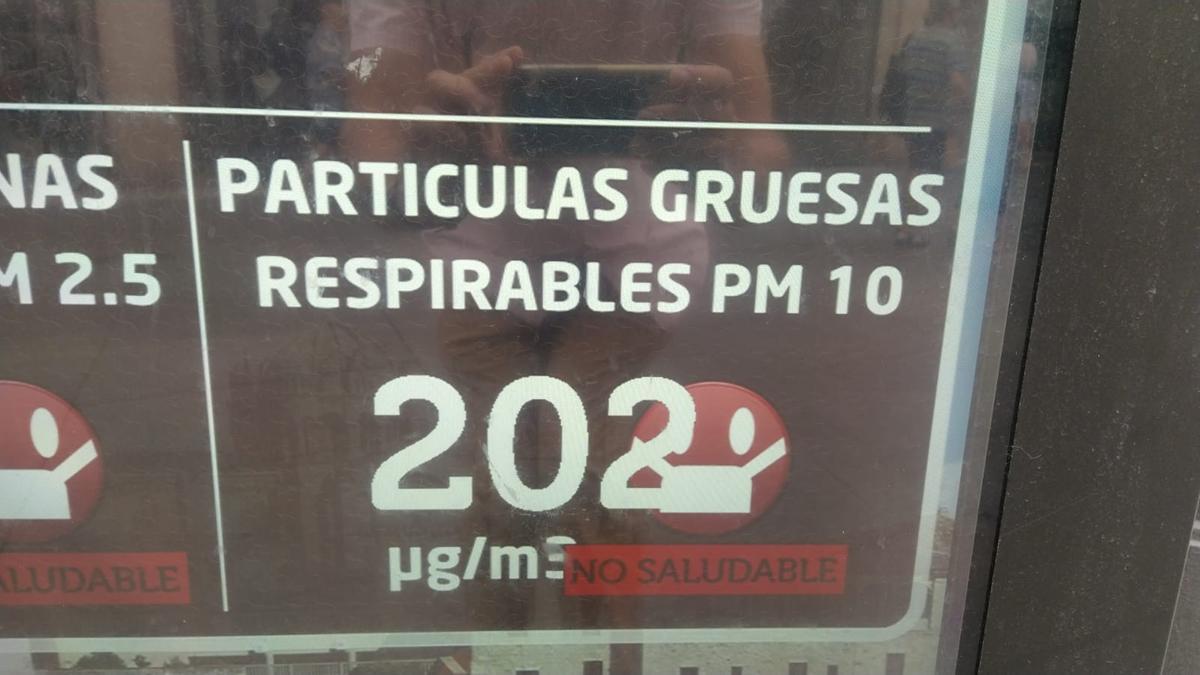 NAS
M 2.5
ALUDABLE
PARTICULAS GRUESAS
RESPIRABLES PM 10
202
µg/m3
NO SALUDABLE